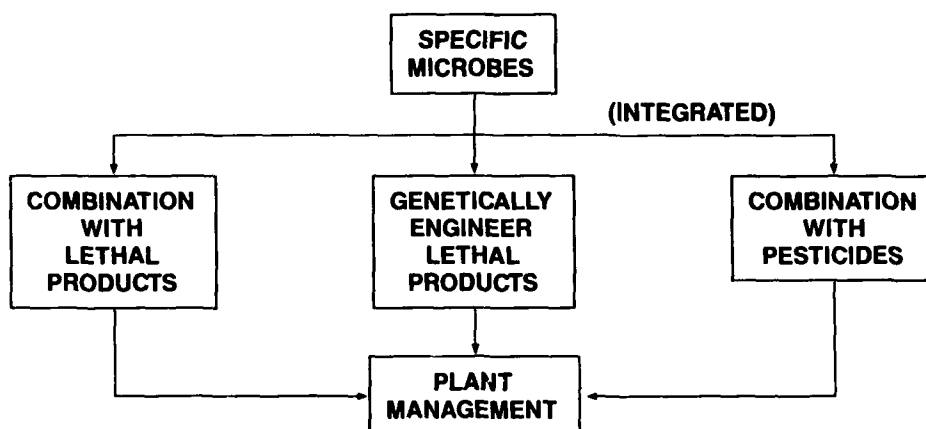 SPECIFIC
MICROBES
(INTEGRATED)
COMBINATION
WITH
LETHAL
PRODUCTS
GENETICALLY
ENGINEER
LETHAL
PRODUCTS
COMBINATION
WITH
PESTICIDES
PLANT
MANAGEMENT